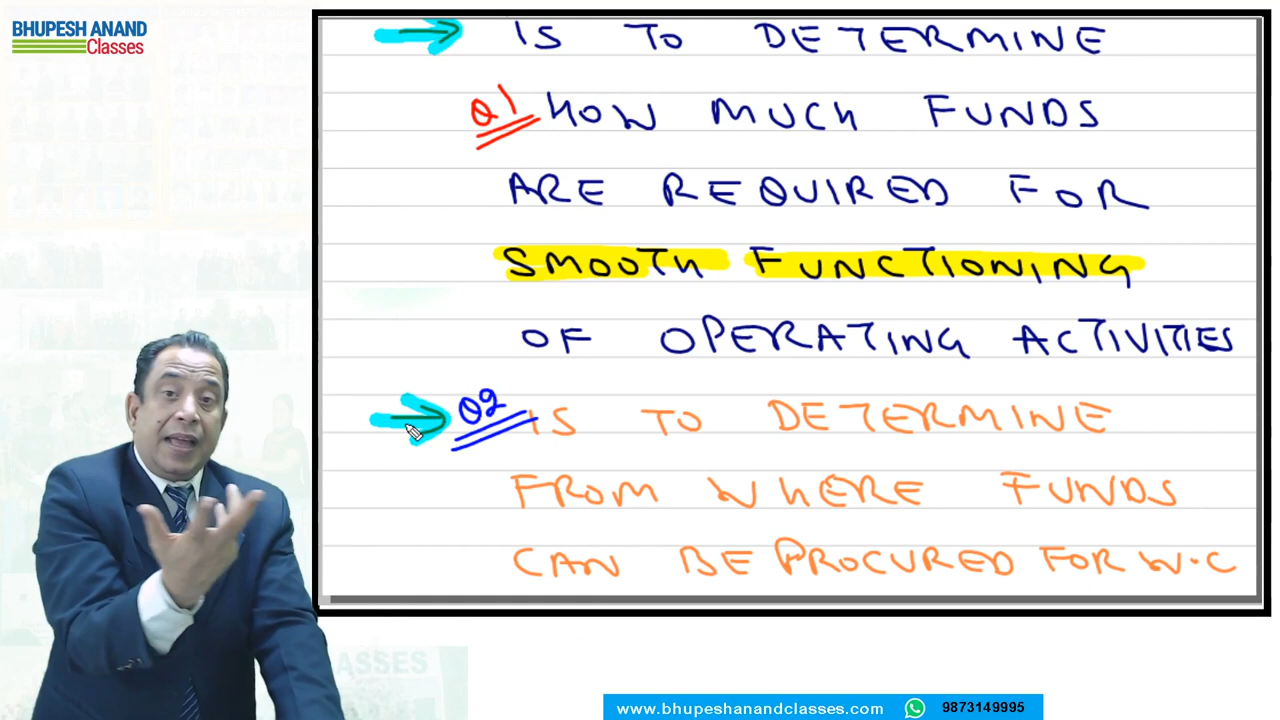 BHUPESH ANAND
Classes
IS TO DETERMINE
Q1 HOW MUCH FUNDS
ARE REQUIRED FOR
SMOOTH FUNCTIONING
OF OPERATING ACTIVITIES
Q2 IS TO DETERMINE
FROM WHERE FUNDS
CAN BE PROCURED FOR W.C
CLASSES
www.bhupeshanandclasses.com 9873149995